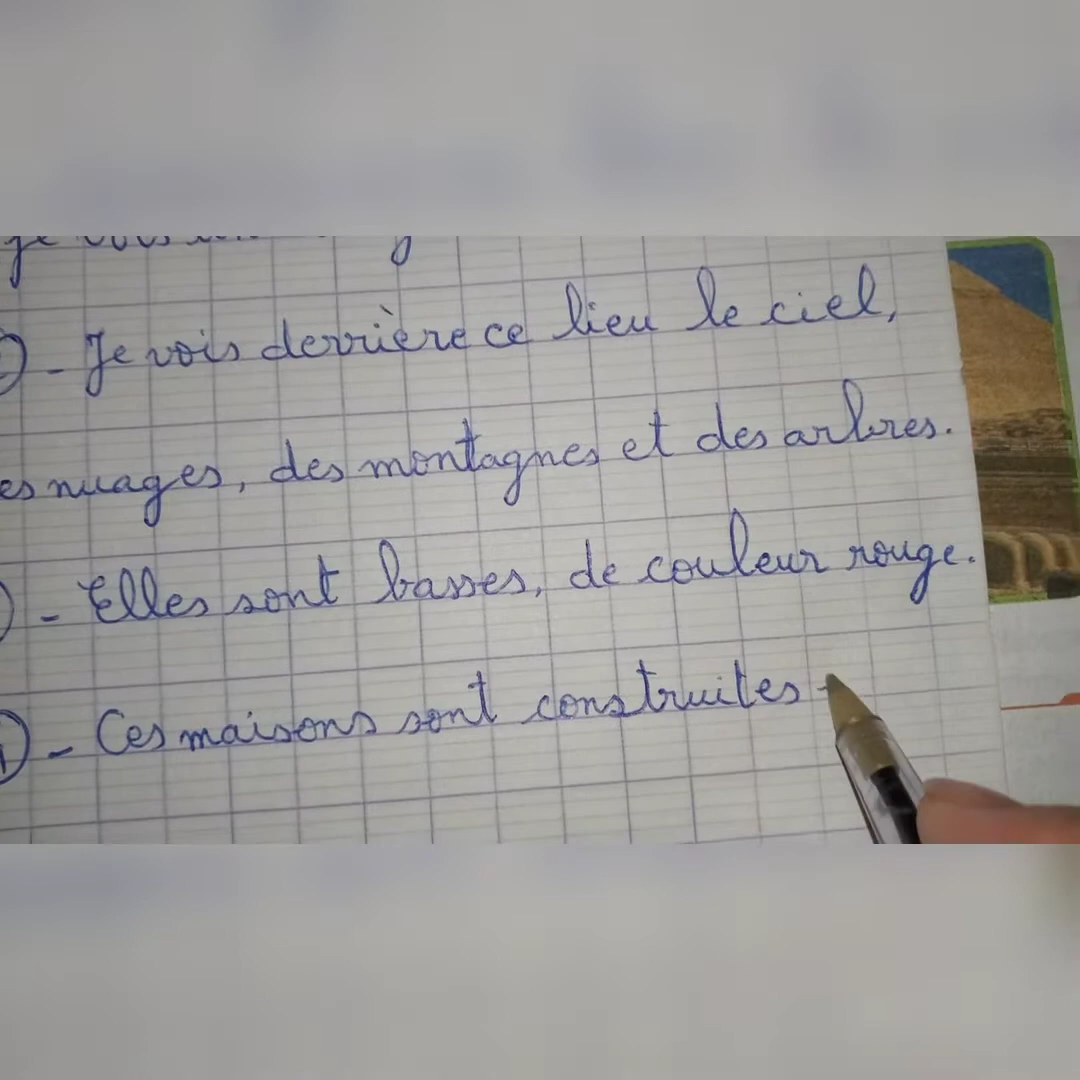 - Je vois derrière ce lieu le ciel,
es nuages, des montagnes et des arbres.
- Elles sont basses, de couleur rouge.
- Ces maisons sont construites